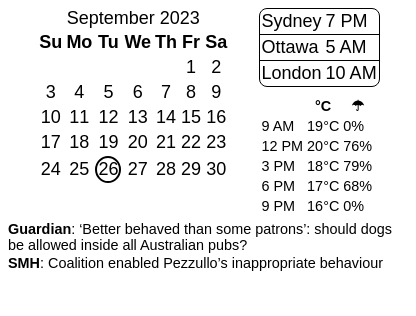 September 2023
Su Mo Tu We Th Fr Sa
1 2
3 4 5 6 7 8 9
10 11 12 13 14 15 16
17 18 19 20 21 22 23
24 25 26 27 28 29 30
Sydney 7 PM
Ottawa 5 AM
London 10 AM
°C ☂
9 AM 19°C 0%
12 PM 20°C 76%
3 PM 18°C 79%
6 PM 17°C 68%
9 PM 16°C 0%
Guardian: ‘Better behaved than some patrons’: should dogs
be allowed inside all Australian pubs?
SMH: Coalition enabled Pezzullo’s inappropriate behaviour